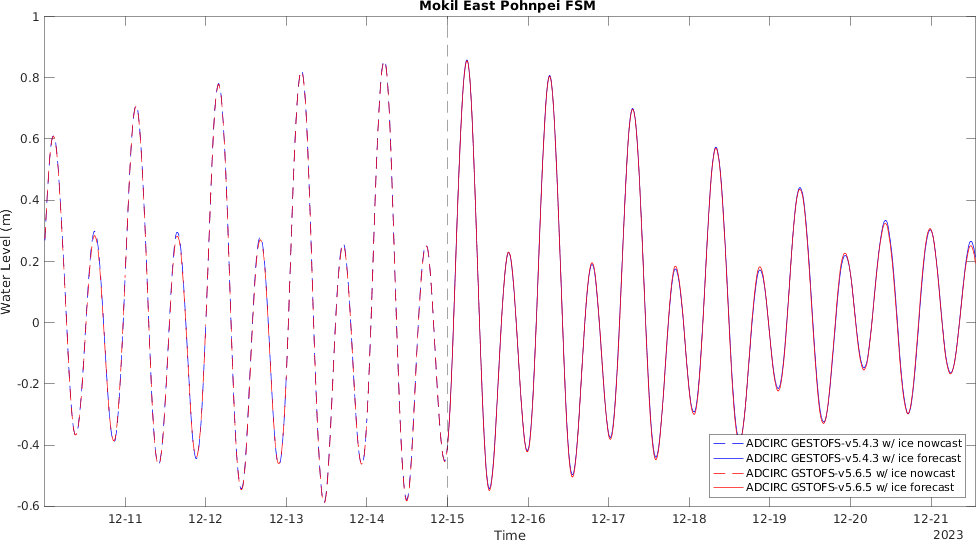 Mokil East Pohnpei FSM
1
0.8
0.6
0.4
0.2
0
-0.2
-0.4
-0.6
Water Level (m)
12-11 12-12 12-13 12-14 12-15 12-16 12-17 12-18 12-19 12-20 12-21
Time
2023
ADCIRC GESTOFS-v5.4.3 w/ ice nowcast
ADCIRC GESTOFS-v5.4.3 w/ ice forecast
ADCIRC GSTOFS-v5.6.5 w/ ice nowcast
ADCIRC GSTOFS-v5.6.5 w/ ice forecast